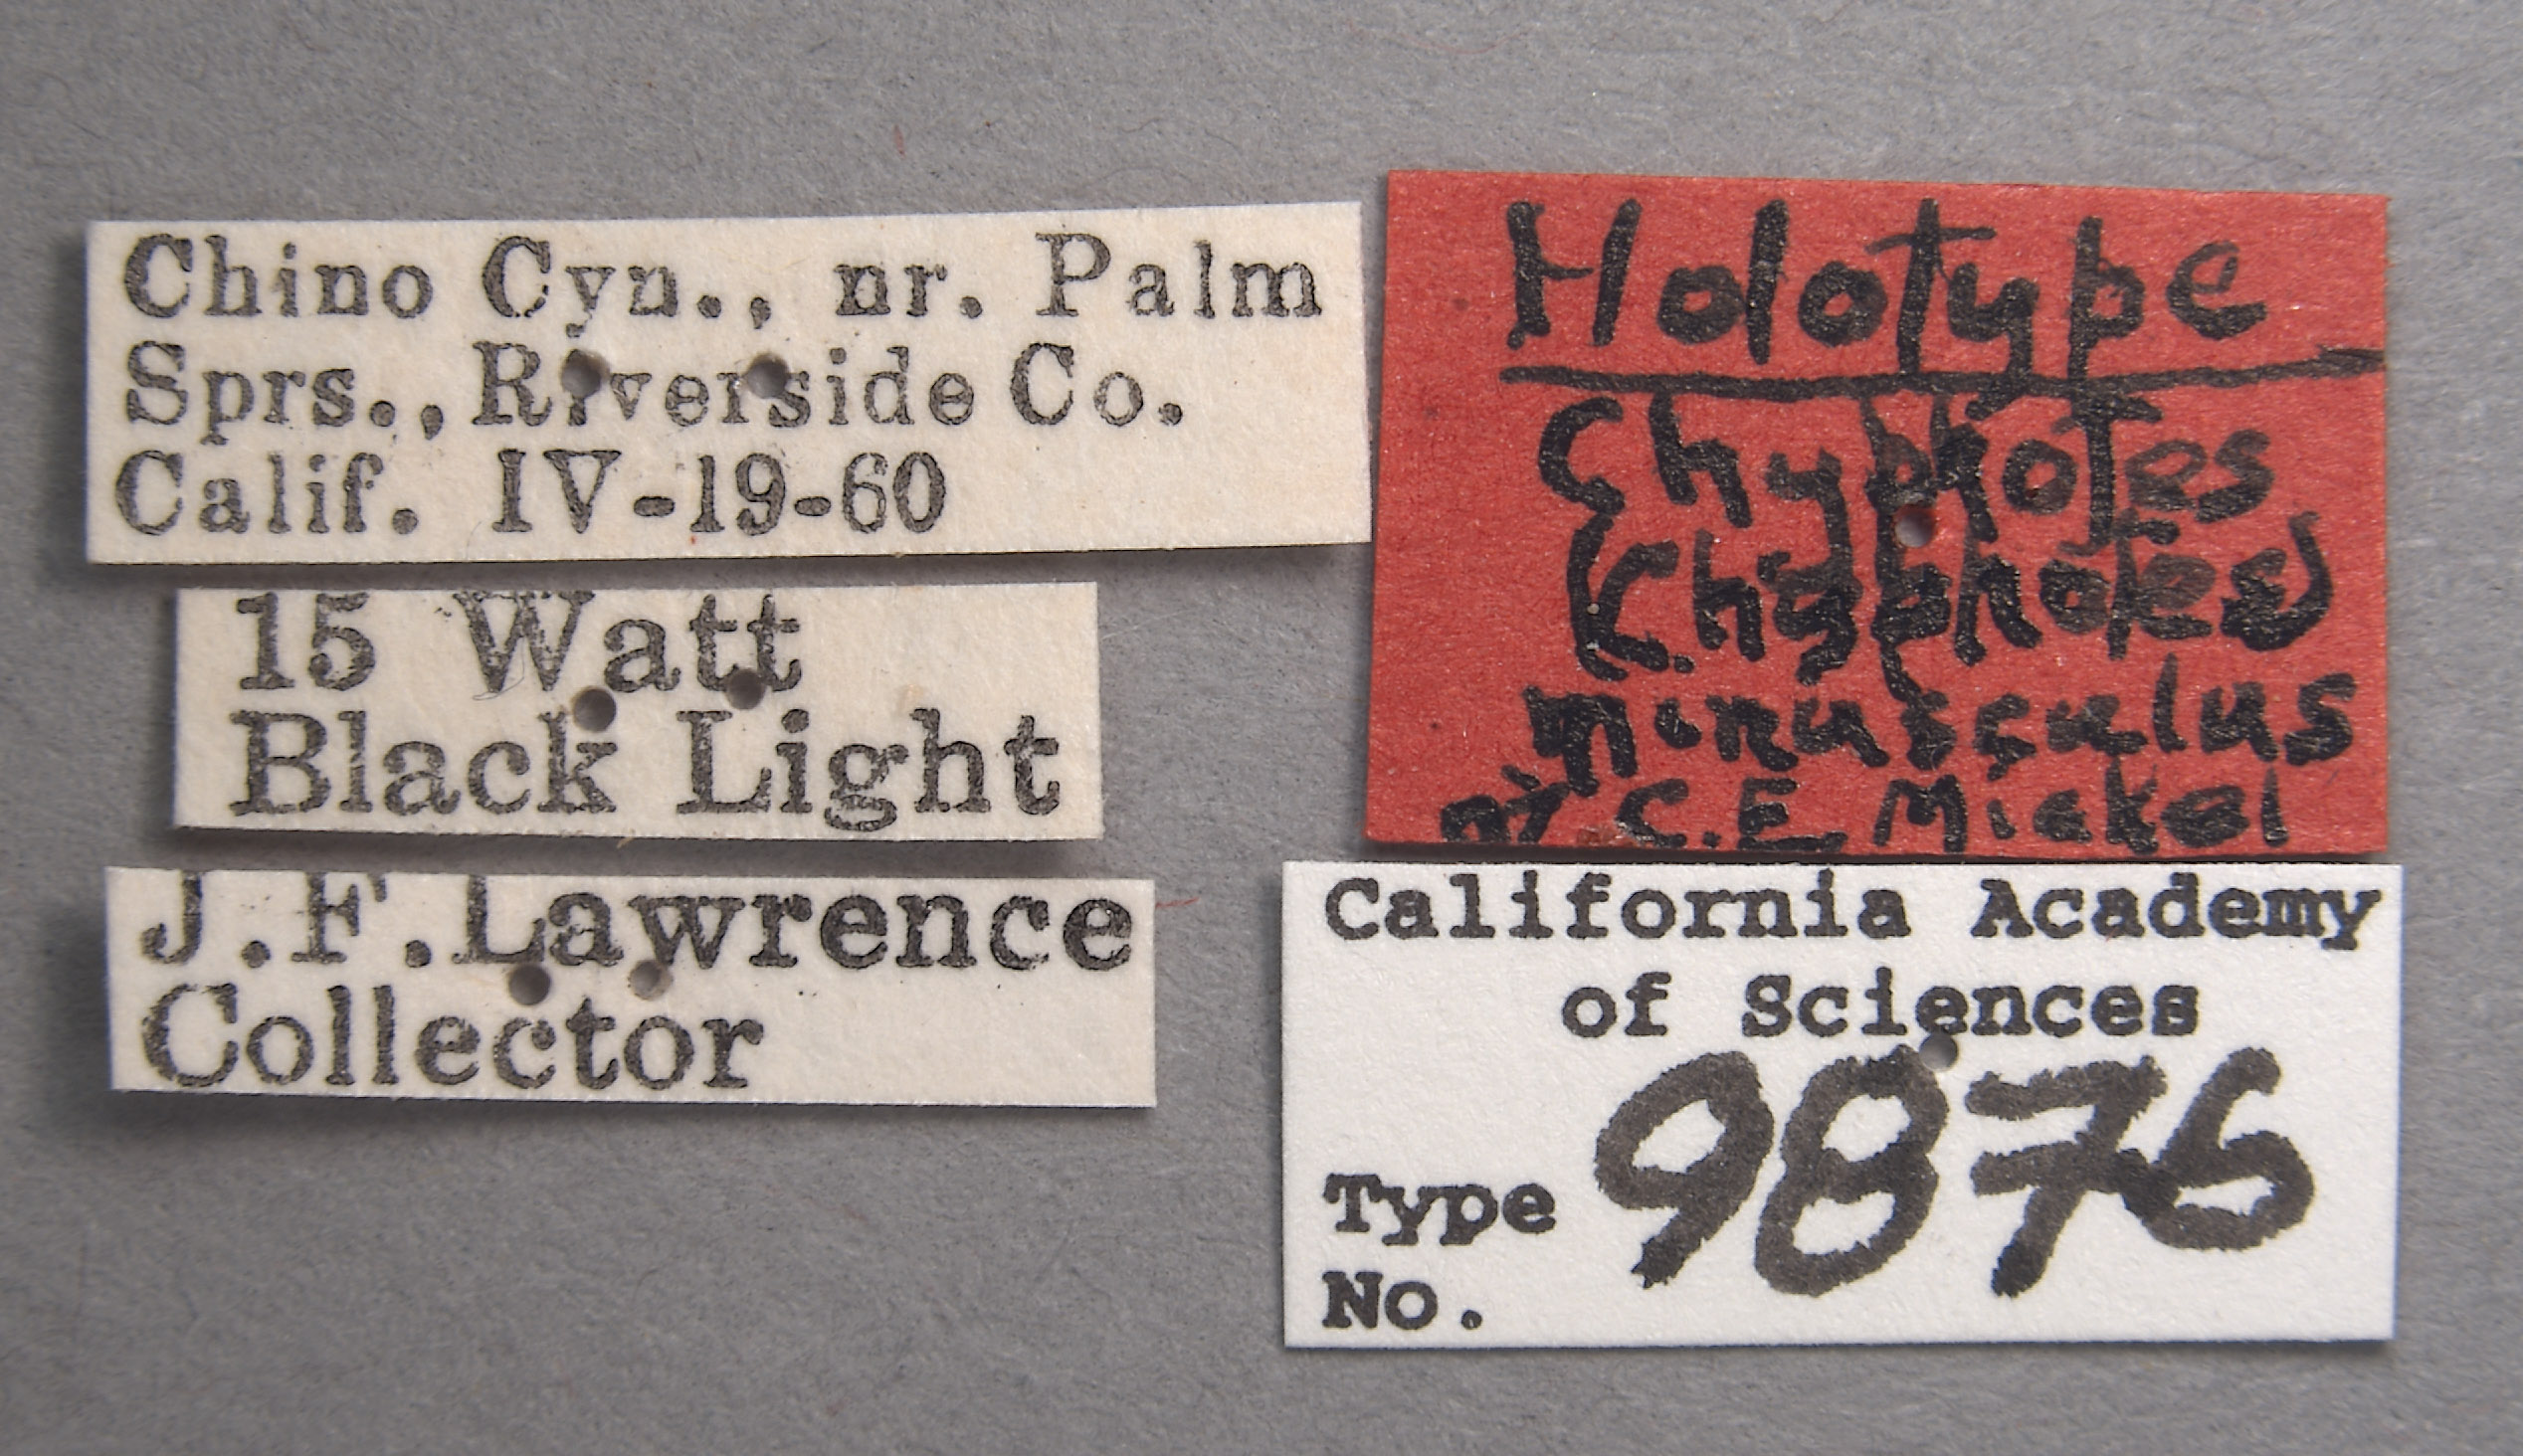 Chino Cyn., nr. Palm
Sprs., Riverside Co.
Calif. IV-19-60
15 Watt
Black Light
J.F.Lawrence
Collector
Holotype
Chyphotes
(Chyphotes)
minusculus
C.E. Mickel
California Academy
of Sciences
Type
No. 9876